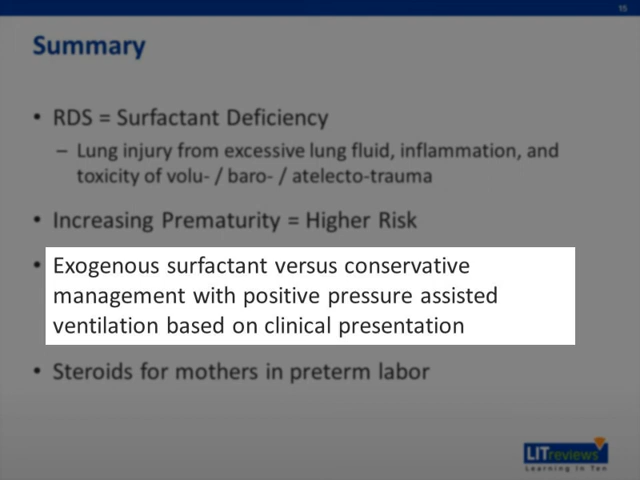 15
Summary
• RDS = Surfactant Deficiency
– Lung injury from excessive lung fluid, inflammation, and
toxicity of volu- / baro- / atelecto-trauma
• Increasing Prematurity = Higher Risk
• Exogenous surfactant versus conservative
management with positive pressure assisted
ventilation based on clinical presentation
• Steroids for mothers in preterm labor
LITreviews
Learning In Ten